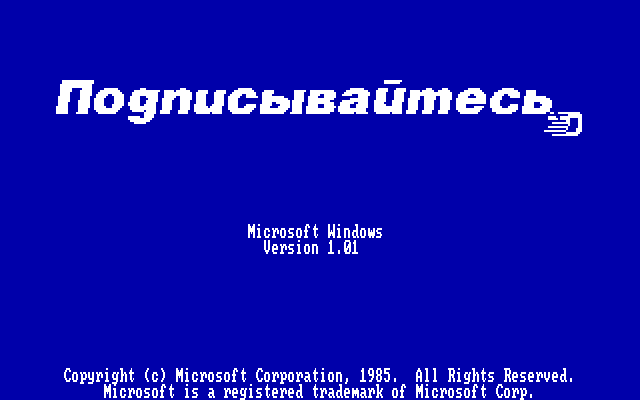 Подписывайтесь
Microsoft Windows
Version 1.01
Copyright (c) Microsoft Corporation, 1985.  All Rights Reserved.
Microsoft is a registered trademark of Microsoft Corp.